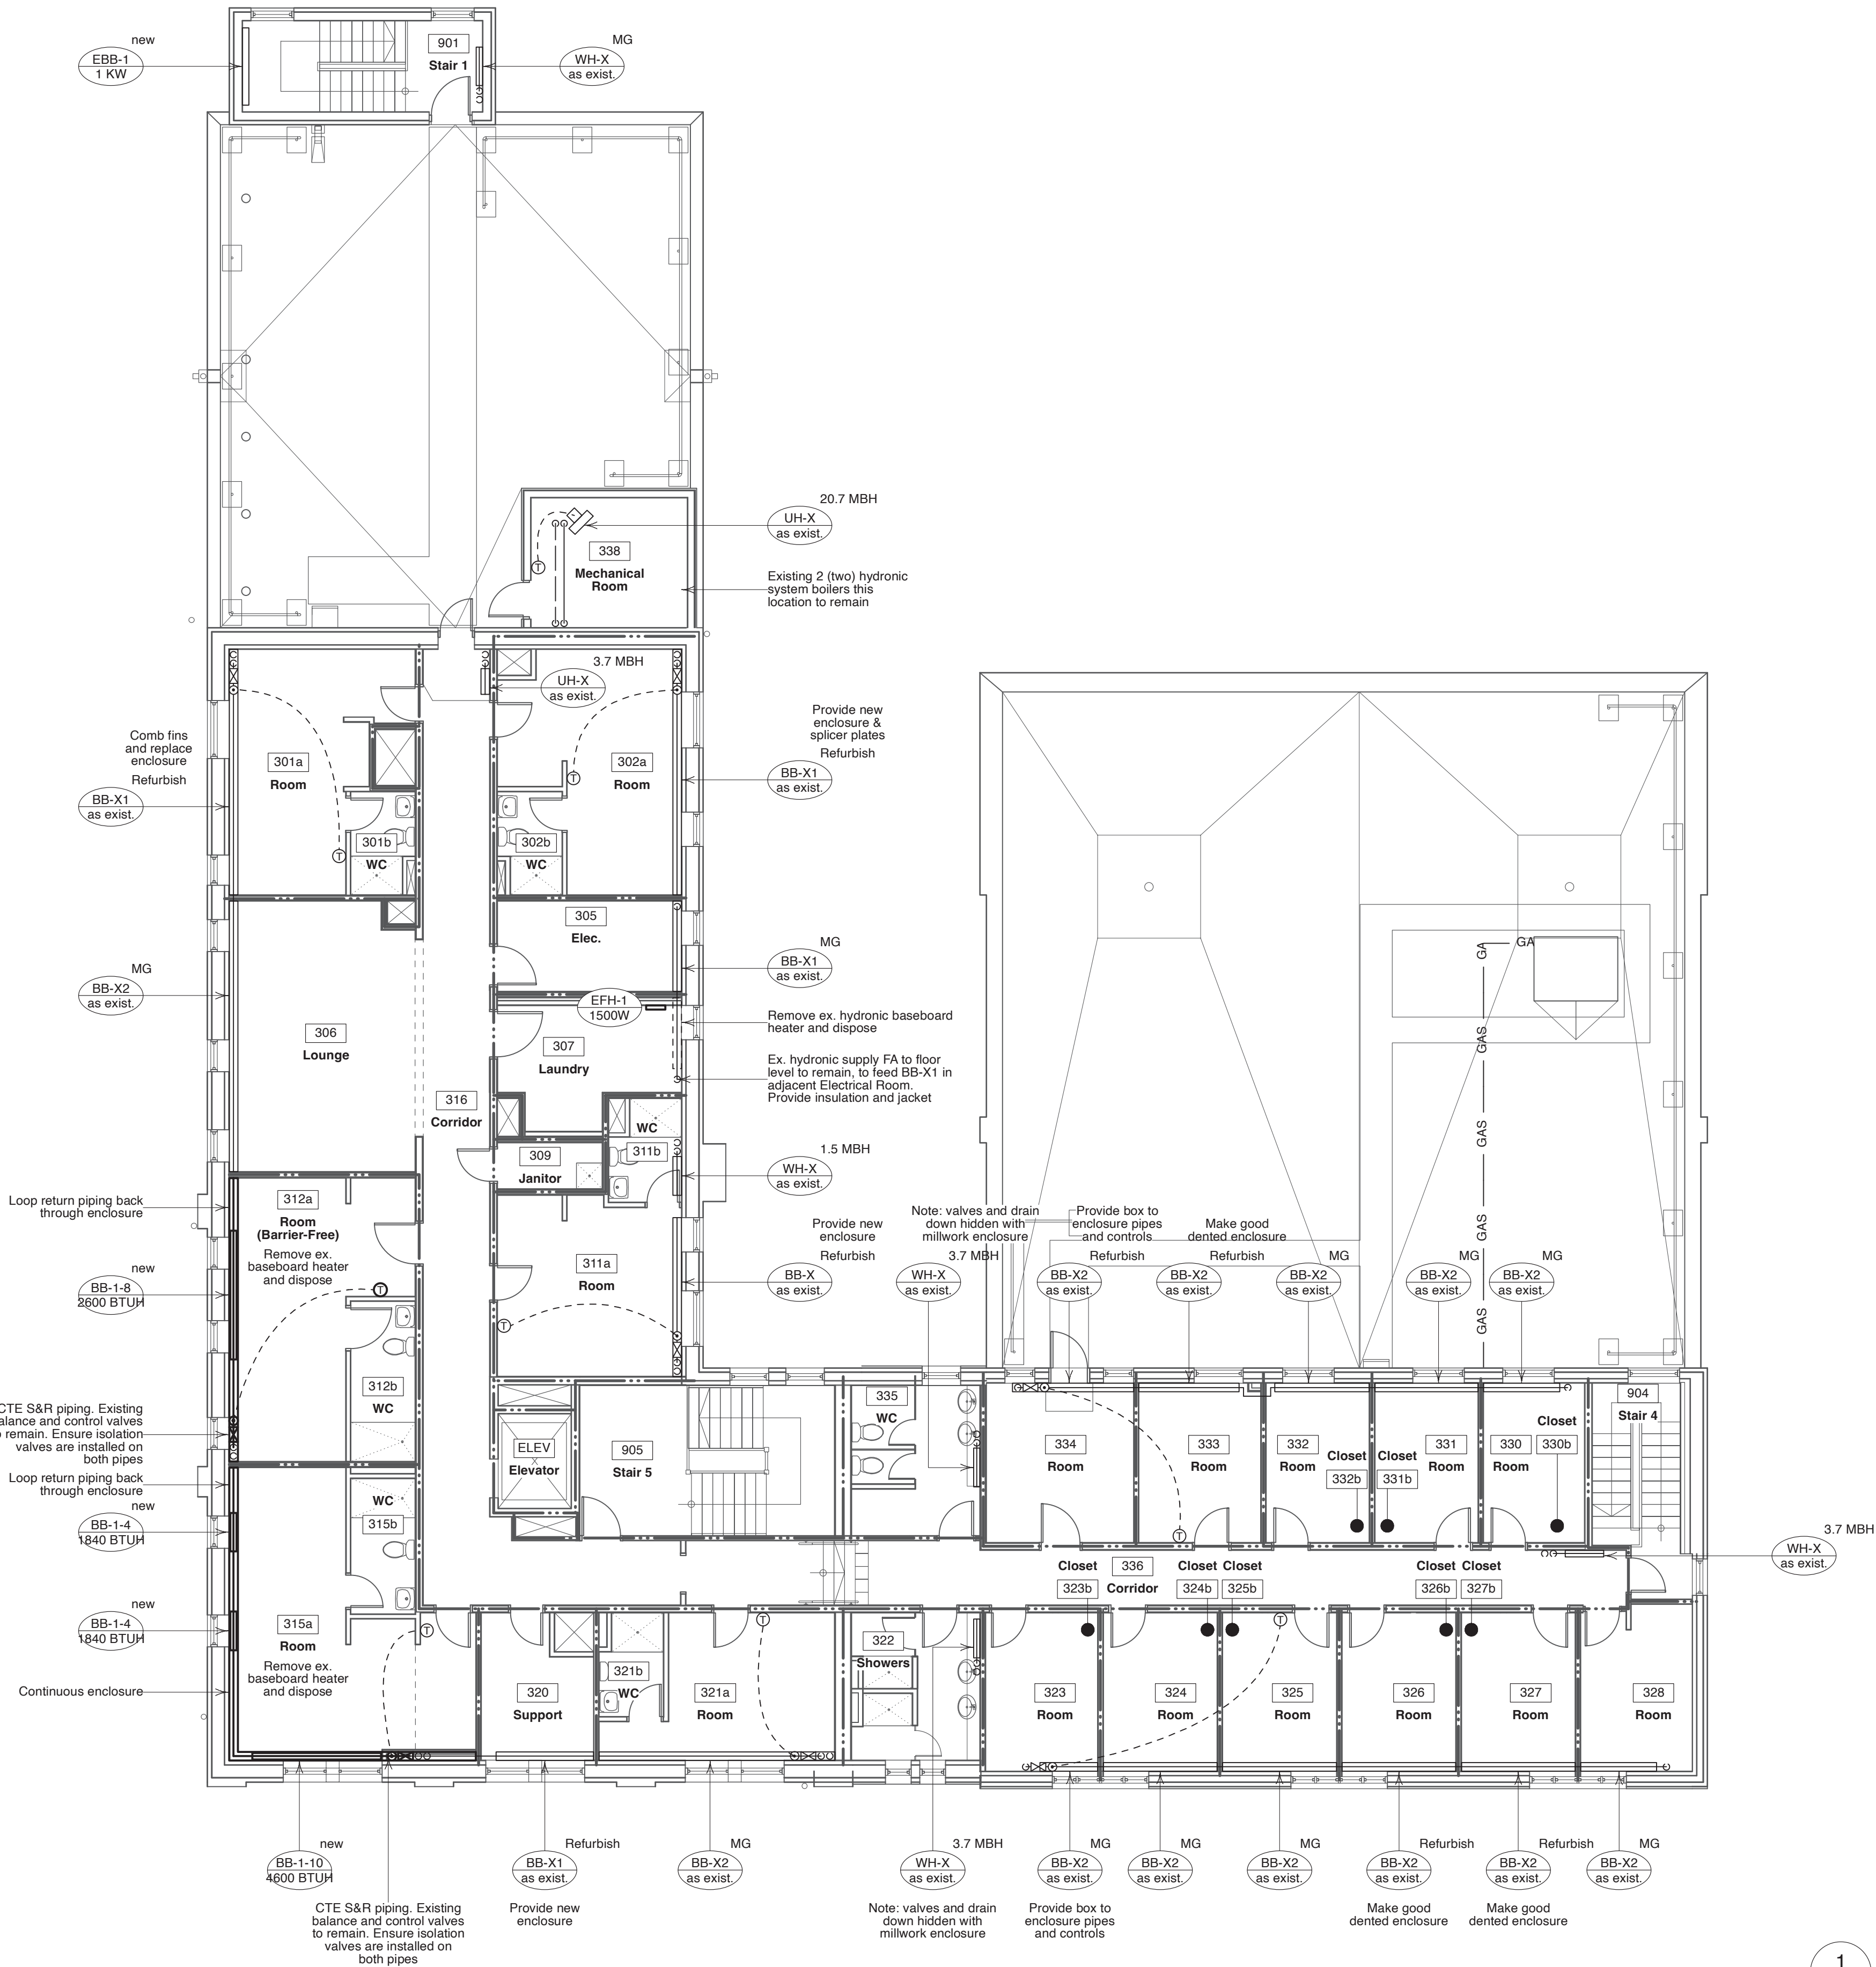 new
EBB-1
1 KW
901
Stair 1
MG
WH-X
as exist.
20.7 MBH
UH-X
as exist.
338
Mechanical
Room
T
Existing 2 (two) hydronic
system boilers this
location to remain
3.7 MBH
UH-X
as exist.
Comb fins
and replace
enclosure
Refurbish
BB-X1
as exist.
301a
Room
T
301b
WC
302a
Room
T
302b
WC
Provide new
enclosure &
splicer plates
Refurbish
BB-X1
as exist.
305
Elec.
MG
BB-X1
as exist.
MG
BB-X2
as exist.
306
Lounge
EFH-1
1500W
307
Laundry
Remove ex. hydronic baseboard
heater and dispose
Ex. hydronic supply FA to floor
level to remain, to feed BB-X1 in
adjacent Electrical Room.
Provide insulation and jacket
316
Corridor
WC
311b
309
Janitor
1.5 MBH
WH-X
as exist.
GA
GA
GAS
GAS
GAS
GAS
Loop return piping back
through enclosure
312a
Room
(Barrier-Free)
Remove ex.
baseboard heater
and dispose
T
new
BB-1-8
2600 BTUH
311a
Room
T
Provide new
enclosure
Refurbish
BB-X
as exist.
Note: valves and drain
down hidden with
millwork enclosure
3.7 MBH
WH-X
as exist.
Provide box to
enclosure pipes
and controls
Refurbish
BB-X2
as exist.
Make good
dented enclosure
Refurbish
BB-X2
as exist.
MG
BB-X2
as exist.
MG
BB-X2
as exist.
MG
BB-X2
as exist.
312b
WC
CTE S&R piping. Existing
balance and control valves
to remain. Ensure isolation
valves are installed on
both pipes
Loop return piping back
through enclosure
new
BB-1-4
1840 BTUH
WC
315b
ELEV
Elevator
905
Stair 5
335
WC
334
Room
333
Room
T
332
Room
Closet
332b
Closet
331b
331
Room
330
Room
Closet
330b
904
Stair 4
3.7 MBH
WH-X
as exist.
Closet
323b
336
Corridor
Closet
324b
Closet
325b
Closet
326b
Closet
327b
new
BB-1-4
1840 BTUH
315a
Room
Remove ex.
baseboard heater
and dispose
T
Continuous enclosure
320
Support
321b
WC
321a
Room
T
322
Showers
323
Room
324
Room
325
Room
T
326
Room
327
Room
328
Room
new
BB-1-10
4600 BTUH
Refurbish
BB-X1
as exist.
MG
BB-X2
as exist.
3.7 MBH
WH-X
as exist.
MG
BB-X2
as exist.
MG
BB-X2
as exist.
MG
BB-X2
as exist.
Refurbish
BB-X2
as exist.
Refurbish
BB-X2
as exist.
MG
BB-X2
as exist.
CTE S&R piping. Existing
balance and control valves
to remain. Ensure isolation
valves are installed on
both pipes
Provide new
enclosure
Note: valves and drain
down hidden with
millwork enclosure
Provide box to
enclosure pipes
and controls
Make good
dented enclosure
Make good
dented enclosure
1